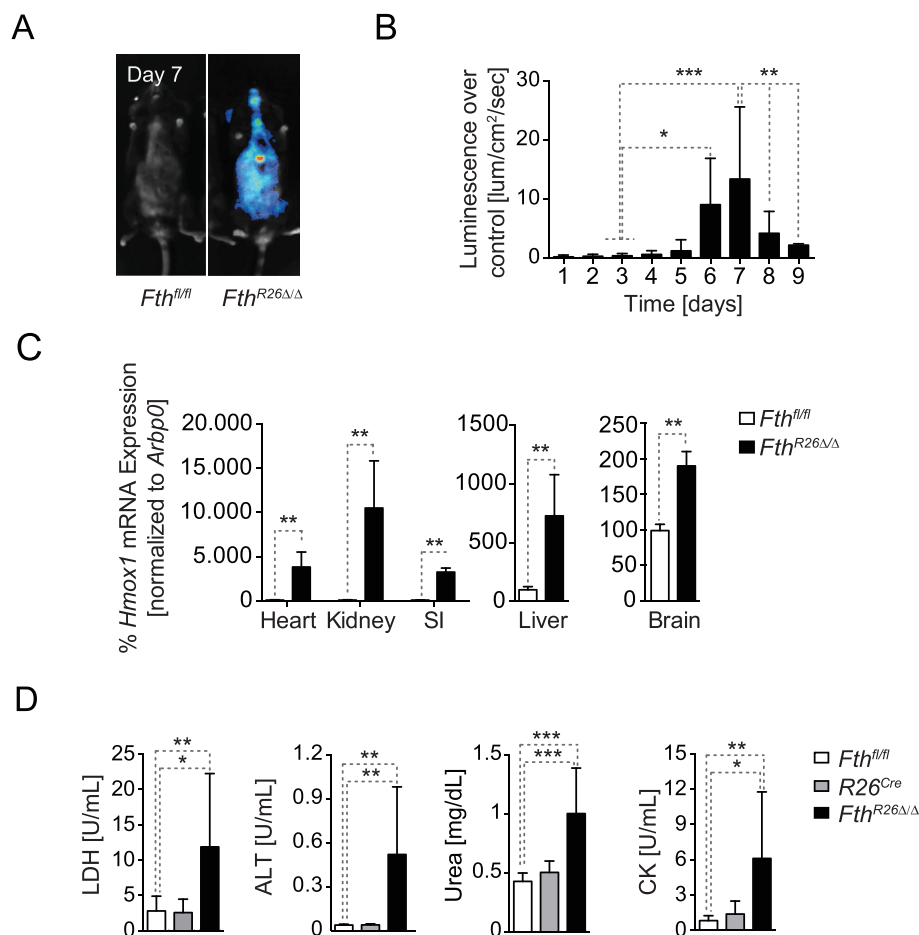 A
Day 7
Fth^fl/fl
Fth^R26Δ/Δ
B
Luminescence over
control [lum/cm²/sec]
30
20
10
0
***
**
*
1 2 3 4 5 6 7 8 9
Time [days]
C
% Hmox1 mRNA Expression
[normalized to Arbp0]
20.000
15.000
10.000
5.000
0
**
**
**
Heart Kidney SI
1500
1000
500
0
**
Liver
250
200
150
100
50
0
**
Brain
Fth^fl/fl
Fth^R26Δ/Δ
D
LDH [U/mL]
25
20
15
10
5
0
**
*
ALT [U/mL]
1.2
0.9
0.6
0.3
0
**
**
Urea [mg/dL]
1.5
1.0
0.5
0
***
***
CK [U/mL]
15
12
9
6
3
0
**
*
Fth^fl/fl
R26^Cre
Fth^R26Δ/Δ